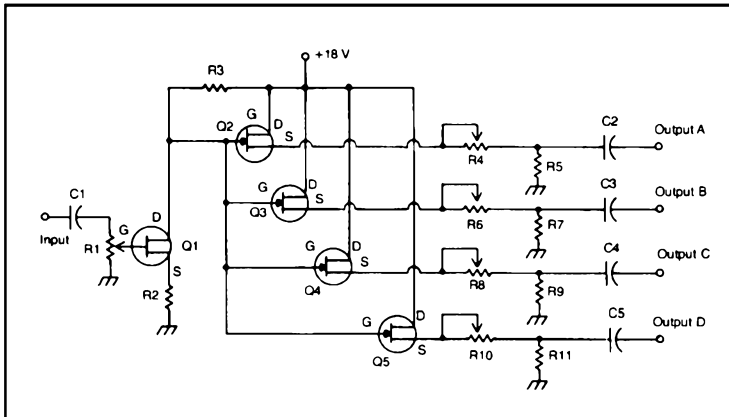 +18 V
R3
G
D
Q2
S
C2
Output A
R4
R5
G
D
Q3
S
C3
Output B
R6
R7
C1
Input
R1
G
D
Q1
S
R2
G
D
Q4
S
C4
Output C
R8
R9
G
D
Q5
S
C5
Output D
R10
R11